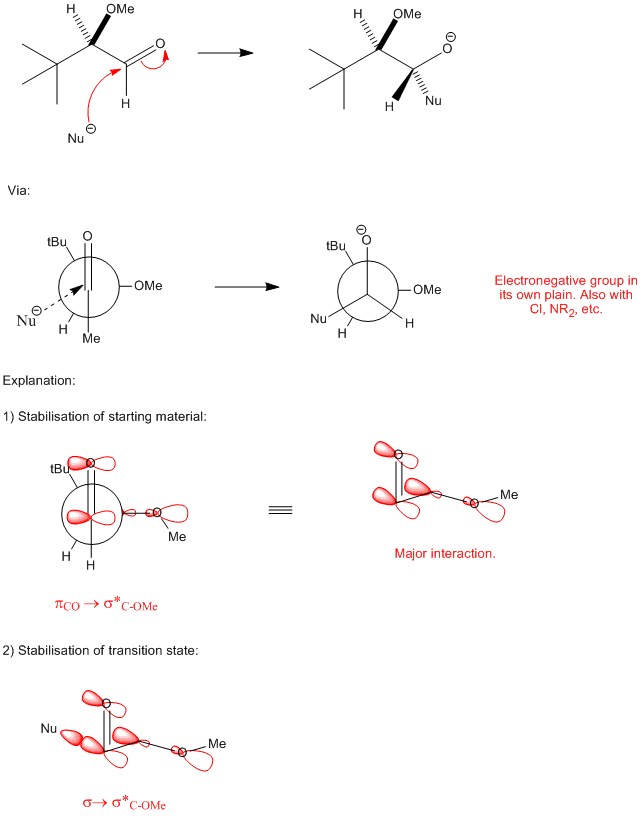 H OMe
O
H
Nu ⊖
H OMe
O ⊖
H Nu
Via:
tBu O
OMe
Nu ⊖
H
Me
⊖
O
tBu
OMe
Nu
H H
Electronegative group in
its own plain. Also with
Cl, NR2, etc.
Explanation:
1) Stabilisation of starting material:
O
tBu
O
Me
H
H
O
O Me
Major interaction.
πCO → σ*C-OMe
2) Stabilisation of transition state:
O
Nu
O Me
σ→ σ*C-OMe